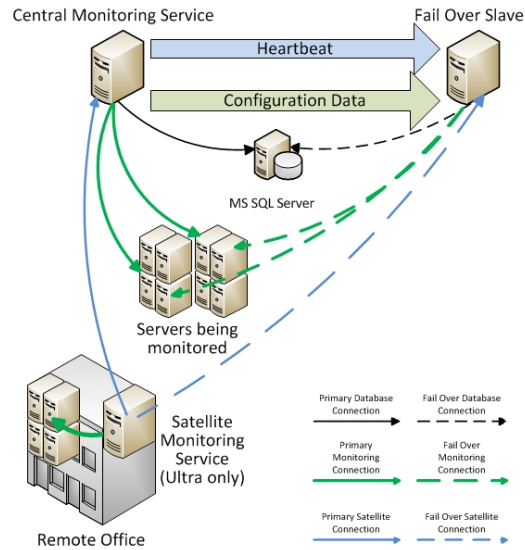 Central Monitoring Service
Fail Over Slave
Heartbeat
Configuration Data
MS SQL Server
Servers being
monitored
Satellite
Monitoring
Service
(Ultra only)
Remote Office
Primary Database
Connection
Fail Over Database
Connection
Primary
Monitoring
Connection
Fail Over
Monitoring
Connection
Primary Satellite
Connection
Fail Over Satellite
Connection